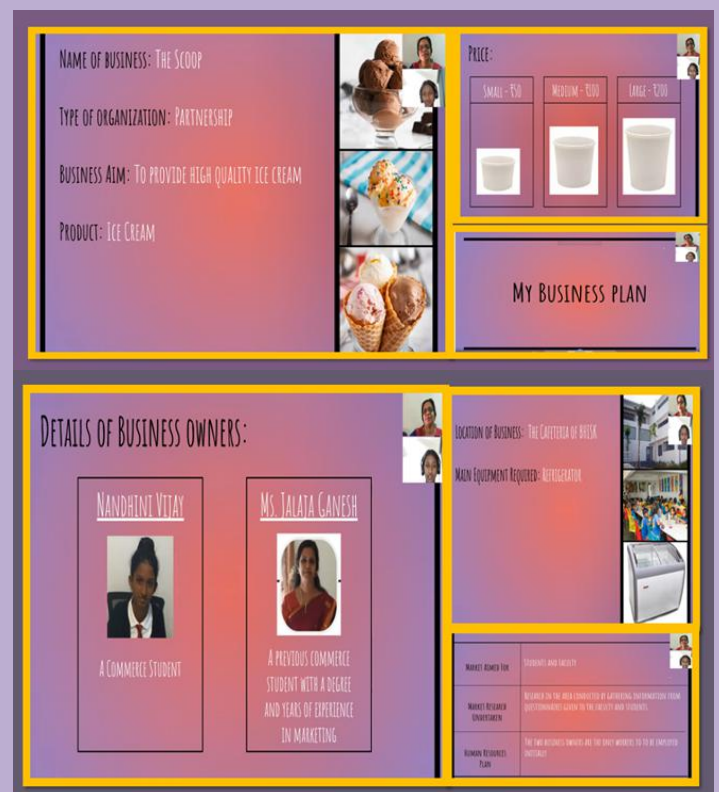 NAME OF BUSINESS: THE SCOOP
TYPE OF ORGANIZATION: PARTNERSHIP
BUSINESS AIM: TO PROVIDE HIGH QUALITY ICE CREAM
PRODUCT: ICE CREAM
PRICE:
SMALL - ₹50
MEDIUM - ₹100
LARGE - ₹200
MY BUSINESS PLAN
DETAILS OF BUSINESS OWNERS:
NANDHINI VIJAY
A COMMERCE STUDENT
MS. JALAJA GANESH
A PREVIOUS COMMERCE
STUDENT WITH A DEGREE
AND YEARS OF EXPERIENCE
IN MARKETING
LOCATION OF BUSINESS: THE CAFETERIA OF
MAIN EQUIPMENT REQUIRED: REFRIGERATOR
MARKET AIMED FOR
STUDENTS AND FACULTY
MARKET RESEARCH
UNDERTAKEN
RESEARCH IN THE AREA CONDUCTED BY GATHERING INFORMATION FROM
QUESTIONNAIRES GIVEN TO THE FACULTY AND STUDENTS
HUMAN RESOURCES
PLAN
THE TWO BUSINESS OWNERS ARE THE ONLY WORKERS TO TO BE EMPLOYED
INITIALLY